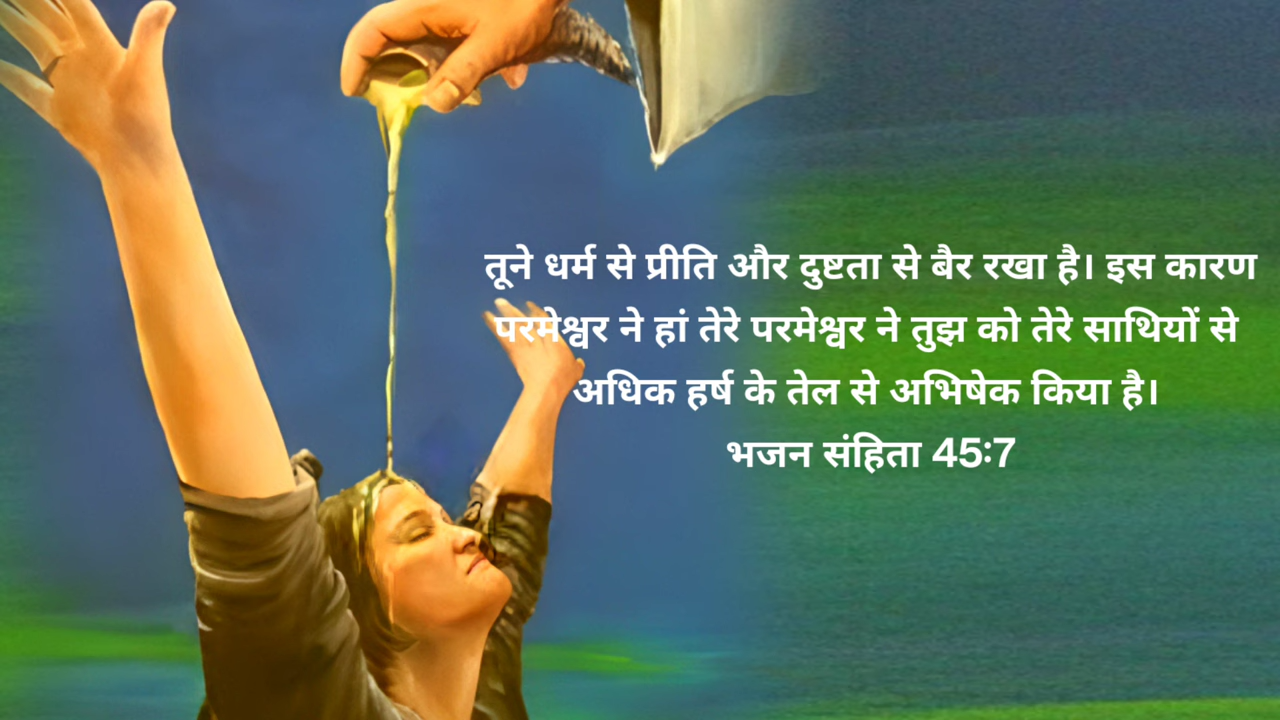 तूने धर्म से प्रीति और दुष्टता से बैर रखा है। इस कारण
परमेश्वर ने हां तेरे परमेश्वर ने तुझ को तेरे साथियों से
अधिक हर्ष के तेल से अभिषेक किया है।
भजन संहिता 45:7